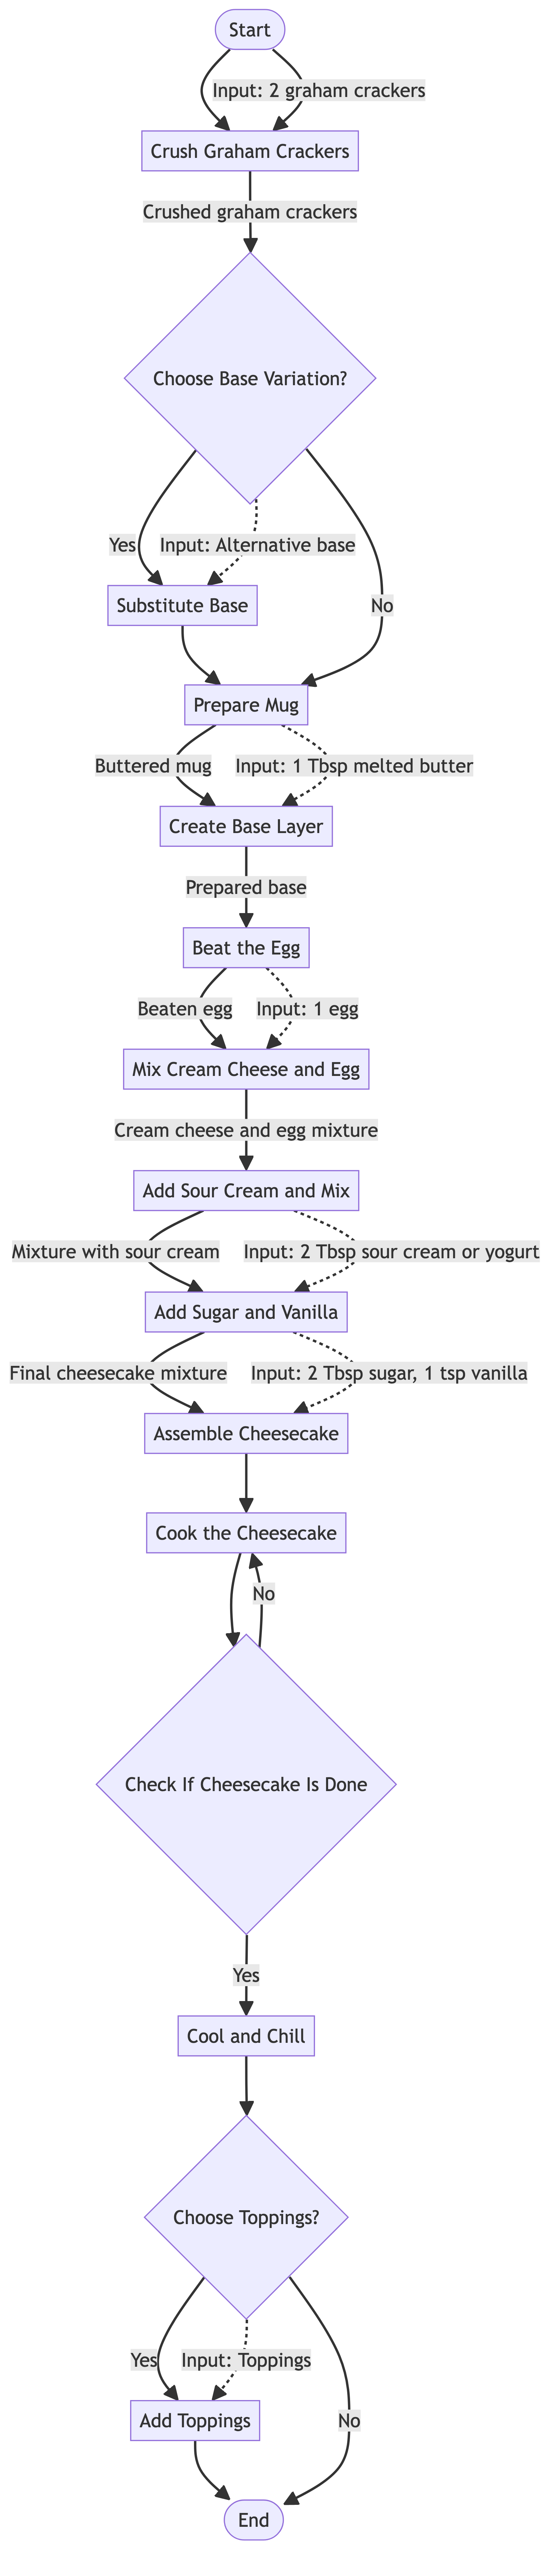 Start
Input: 2 graham crackers
Crush Graham Crackers
Crushed graham crackers
Choose Base Variation?
Yes
Input: Alternative base
Substitute Base
No
Prepare Mug
Buttered mug
Input: 1 Tbsp melted butter
Create Base Layer
Prepared base
Beat the Egg
Beaten egg
Input: 1 egg
Mix Cream Cheese and Egg
Cream cheese and egg mixture
Add Sour Cream and Mix
Mixture with sour cream
Input: 2 Tbsp sour cream or yogurt
Add Sugar and Vanilla
Final cheesecake mixture
Input: 2 Tbsp sugar, 1 tsp vanilla
Assemble Cheesecake
Cook the Cheesecake
No
Check If Cheesecake Is Done
Yes
Cool and Chill
Choose Toppings?
Yes
Input: Toppings
Add Toppings
No
End